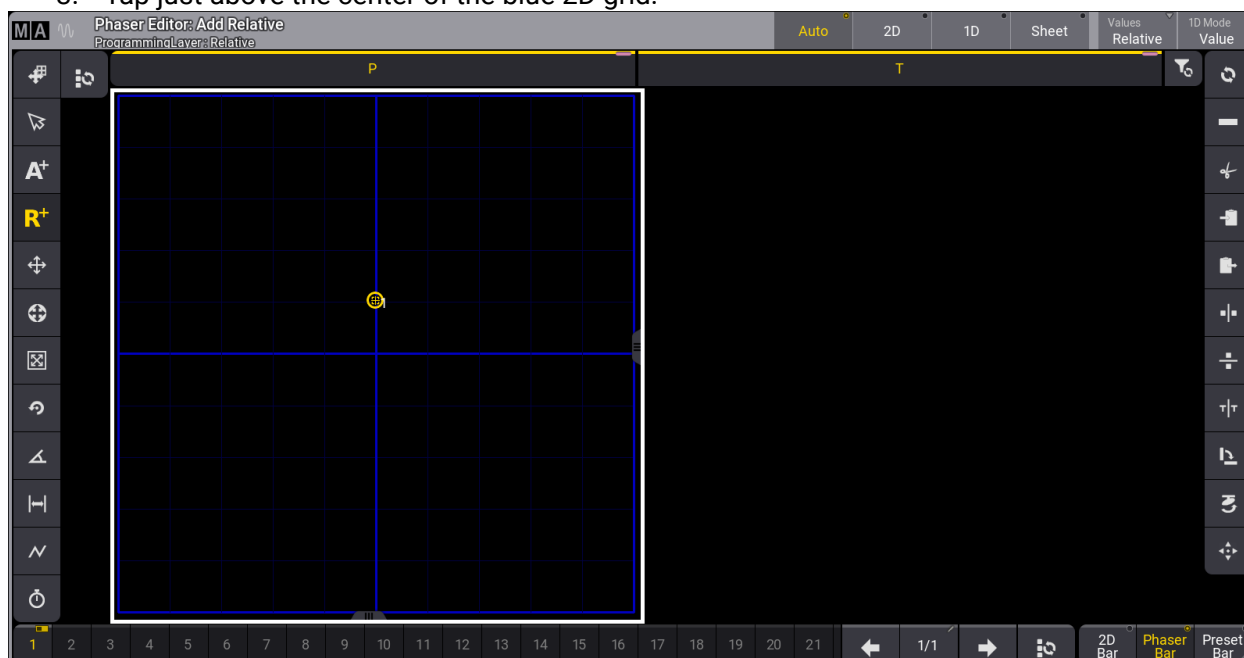 Tap just above the center of the blue 2D grid.
MA Phaser Editor: Add Relative
ProgrammingLayer: Relative
Auto 2D 1D Sheet
Values
Relative
1D Mode
Value
P T
A+
R+
1
T|T
1 2 3 4 5 6 7 8 9 10 11 12 13 14 15 16 17 18 19 20 21
1/1
2D
Bar
Phaser
Bar
Preset
Bar